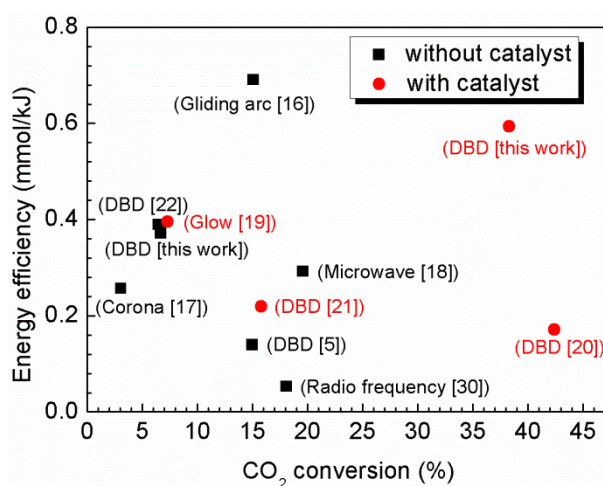 0.8
0.6
0.4
0.2
0.0
Energy efficiency (mmol/kJ)
without catalyst
with catalyst
(Gliding arc [16])
(DBD [this work])
(DBD [22])
(Glow [19])
(DBD [this work])
(Microwave [18])
(Corona [17])
(DBD [21])
(DBD [5])
(DBD [20])
(Radio frequency [30])
0 5 10 15 20 25 30 35 40 45
CO₂ conversion (%)